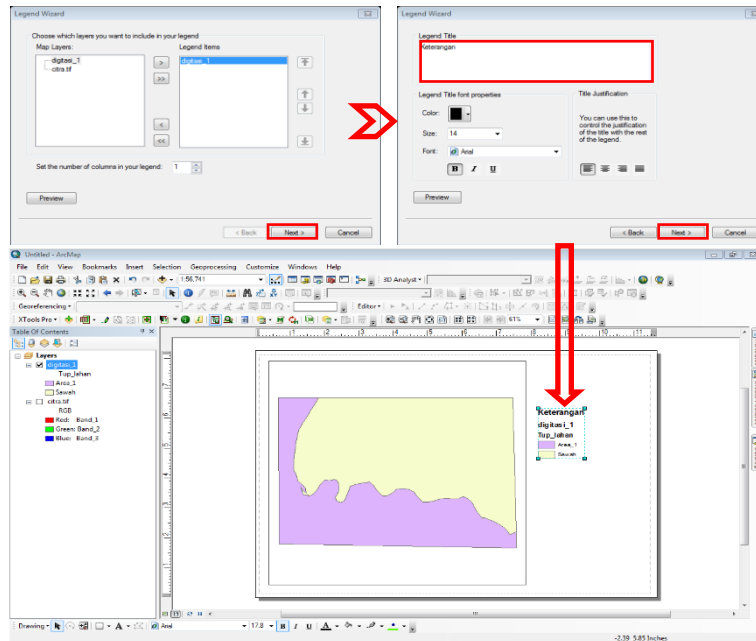 Legend Wizard
Choose which layers you want to include in your legend
Map Layers:
Legend Items
digitasi_1
citra.tif
digitasi_1
>
>>
<
<<
Set the number of columns in your legend:
1
Preview
< Back
Next >
Cancel
Legend Wizard
Legend Title
Keterangan
Legend Title font properties
Title Justification
Color:
Size:
14
Font:
Arial
B I U
You can use this to
control the justification
of the title with the rest
of the legend.
Preview
< Back
Next >
Cancel
Untitled - ArcMap
File Edit View Bookmarks Insert Selection Geoprocessing Customize Windows Help
1:56,741
3D Analyst
Georeferencing
Editor
XTools Pro
61%
Table Of Contents
Layers
digitasi_1
Tup_lahan
Area_1
Sawah
citra.tif
RGB
Red: Band_1
Green: Band_2
Blue: Band_3
Keterangan
digitasi_1
Tup_lahan
Area_1
Sawah
Drawing
A
Arial
17.8
B I U A
-2.39 5.85 Inches